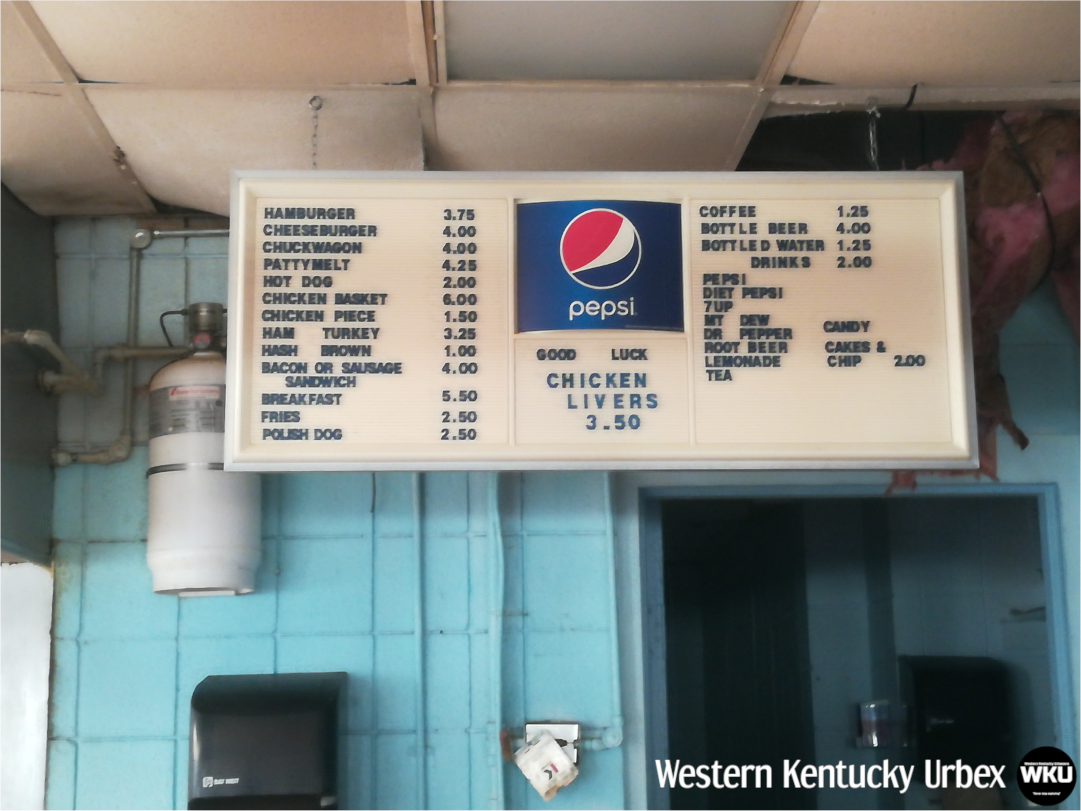 HAMBURGER 3.75
CHEESEBURGER 4.00
CHUCKWAGON 4.00
PATTYMELT 4.25
HOT DOG 2.00
CHICKEN BASKET 6.00
CHICKEN PIECE 1.50
HAM TURKEY 3.25
HASH BROWN 1.00
BACON OR SAUSAGE 4.00
SANDWICH
BREAKFAST 5.50
FRIES 2.50
POLISH DOG 2.50
pepsi
GOOD LUCK
CHICKEN
LIVERS
3.50
COFFEE 1.25
BOTTLE BEER 4.00
BOTTLED WATER 1.25
DRINKS 2.00
PEPSI
DIET PEPSI
7UP
MT DEW
DR PEPPER CANDY
ROOT BEER CAKES &
LEMONADE CHIP 2.00
TEA
BAY WEST
Western Kentucky Urbex
WKU